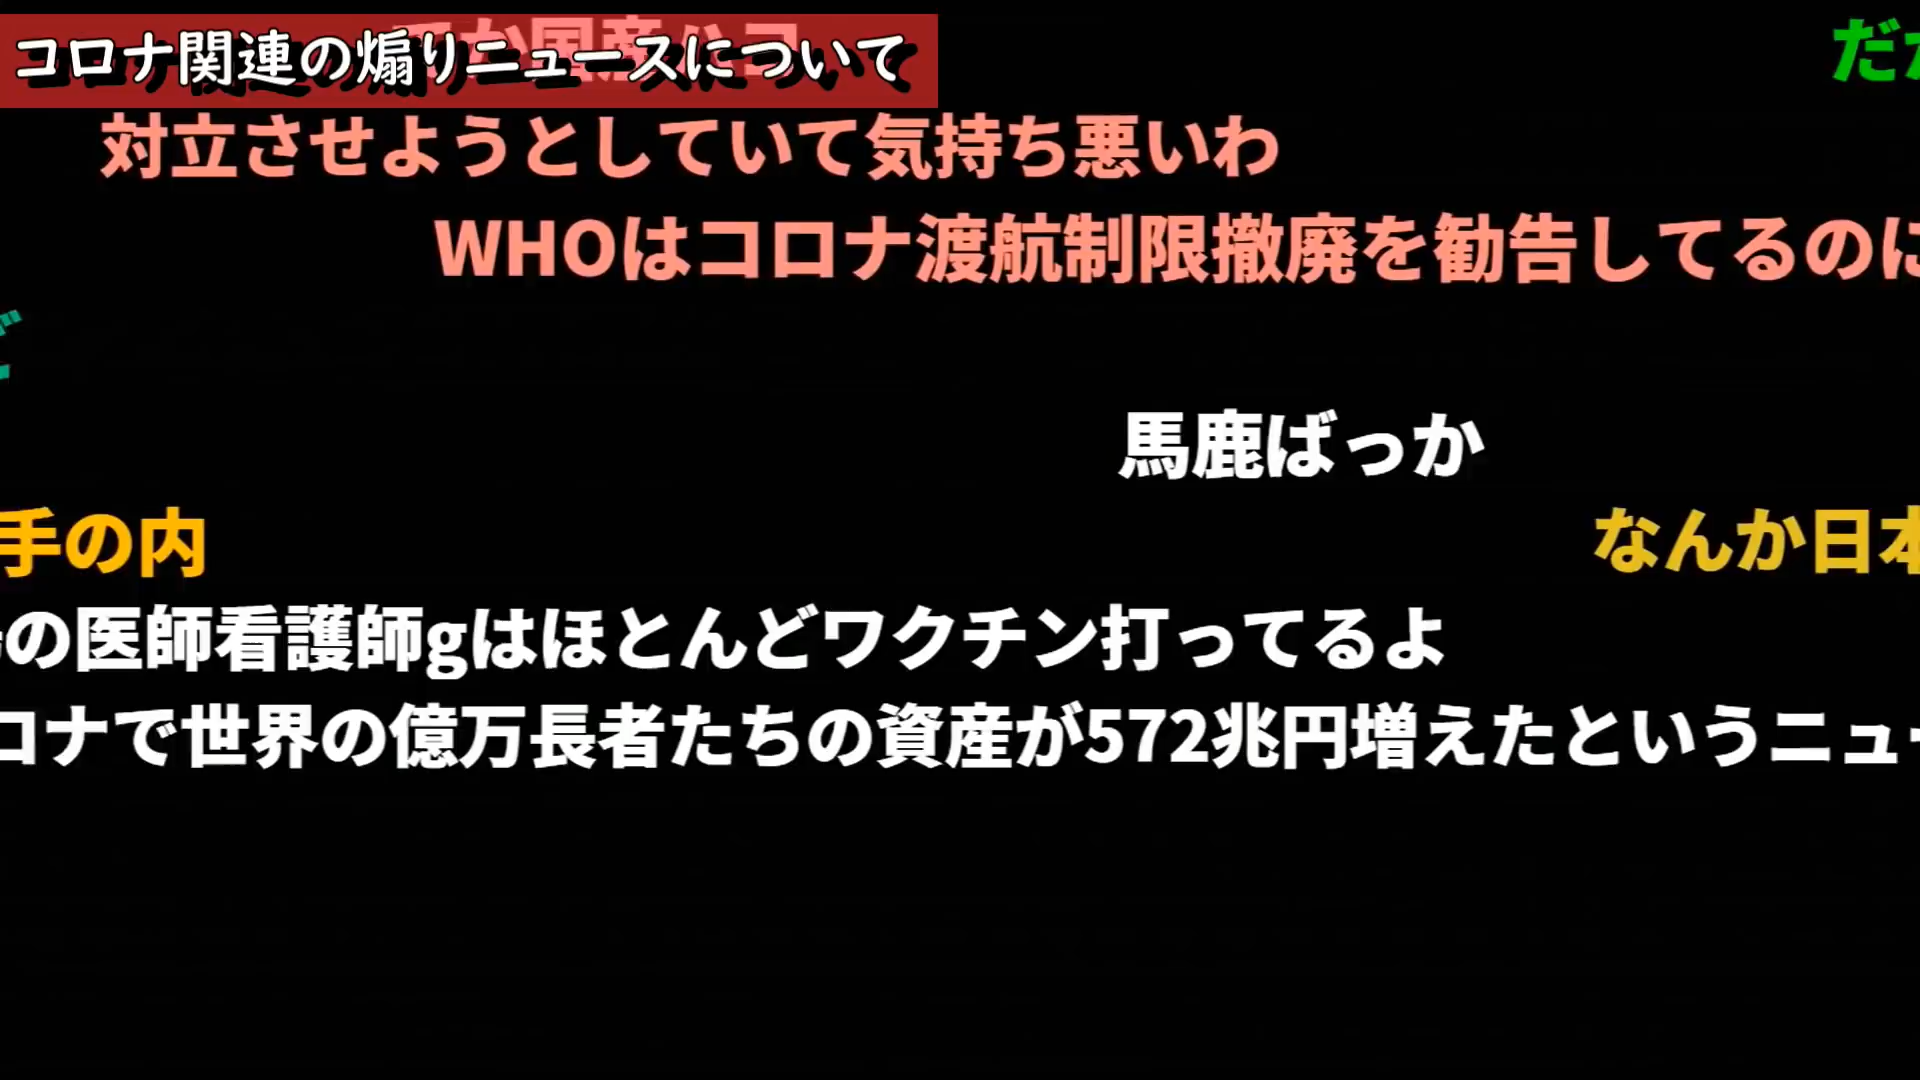 コロナ関連の煽りニュースについて
対立させようとしていて気持ち悪いわ
WHOはコロナ渡航制限撤廃を勧告してるのに
馬鹿ばっか
手の内
なんか日本
の医師看護師gはほとんどワクチン打ってるよ
ロナで世界の億万長者たちの資産が572兆円増えたというニュー